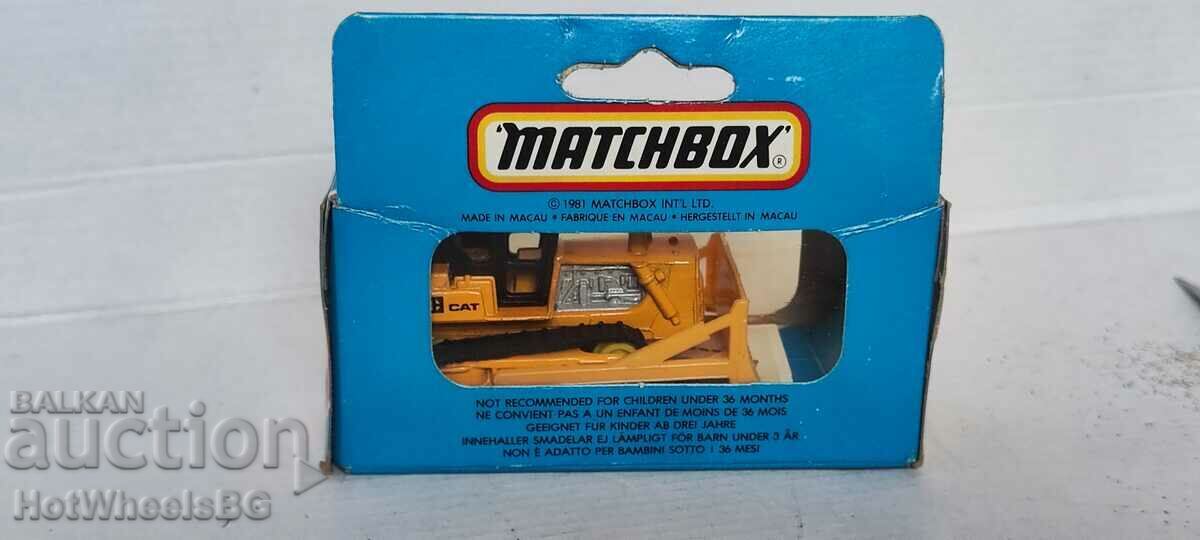 'MATCHBOX' ®
© 1981 MATCHBOX INT'L LTD.
MADE IN MACAU • FABRIQUE EN MACAU • HERGESTELLT IN MACAU
CAT
NOT RECOMMENDED FOR CHILDREN UNDER 36 MONTHS
NE CONVIENT PAS A UN ENFANT DE MOINS DE 36 MOIS
GEEIGNET FUR KINDER AB DREI JAHRE
INNEHALLER SMADELAR EJ LÄMPLIGT FÖR BARN UNDER 3 ÅR
NON È ADATTO PER BAMBINI SOTTO I 36 MESI
BALKAN
auction
HotWheelsBG